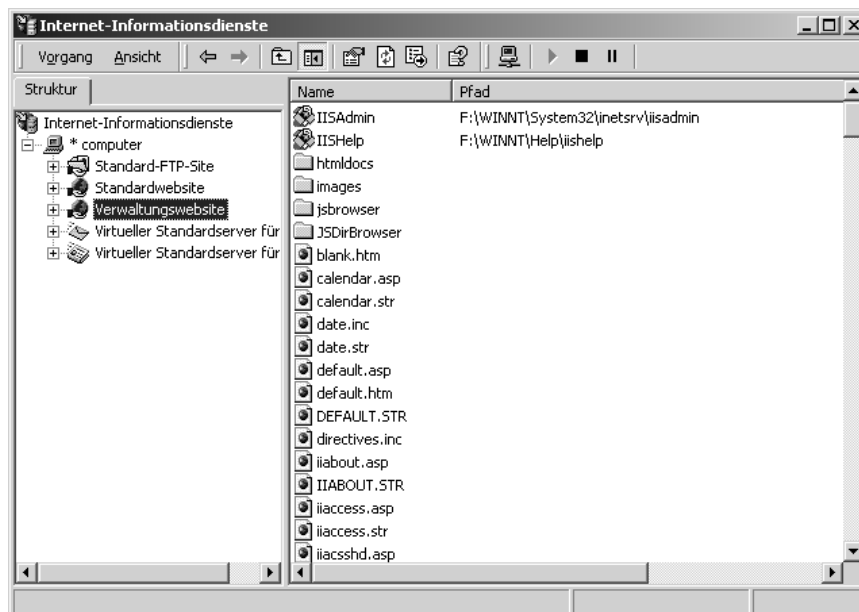 Internet-Informationsdienste
Vorgang Ansicht
Struktur
Internet-Informationsdienste
* computer
Standard-FTP-Site
Standardwebsite
Verwaltungswebsite
Virtueller Standardserver für
Virtueller Standardserver für
Name Pfad
IISAdmin F:\WINNT\System32\inetsrv\iisadmin
IISHelp F:\WINNT\Help\iishelp
htmldocs
images
jsbrowser
JSDirBrowser
blank.htm
calendar.asp
calendar.str
date.inc
date.str
default.asp
default.htm
DEFAULT.STR
directives.inc
iiabout.asp
IIABOUT.STR
iiaccess.asp
iiaccess.str
iiacsshd.asp